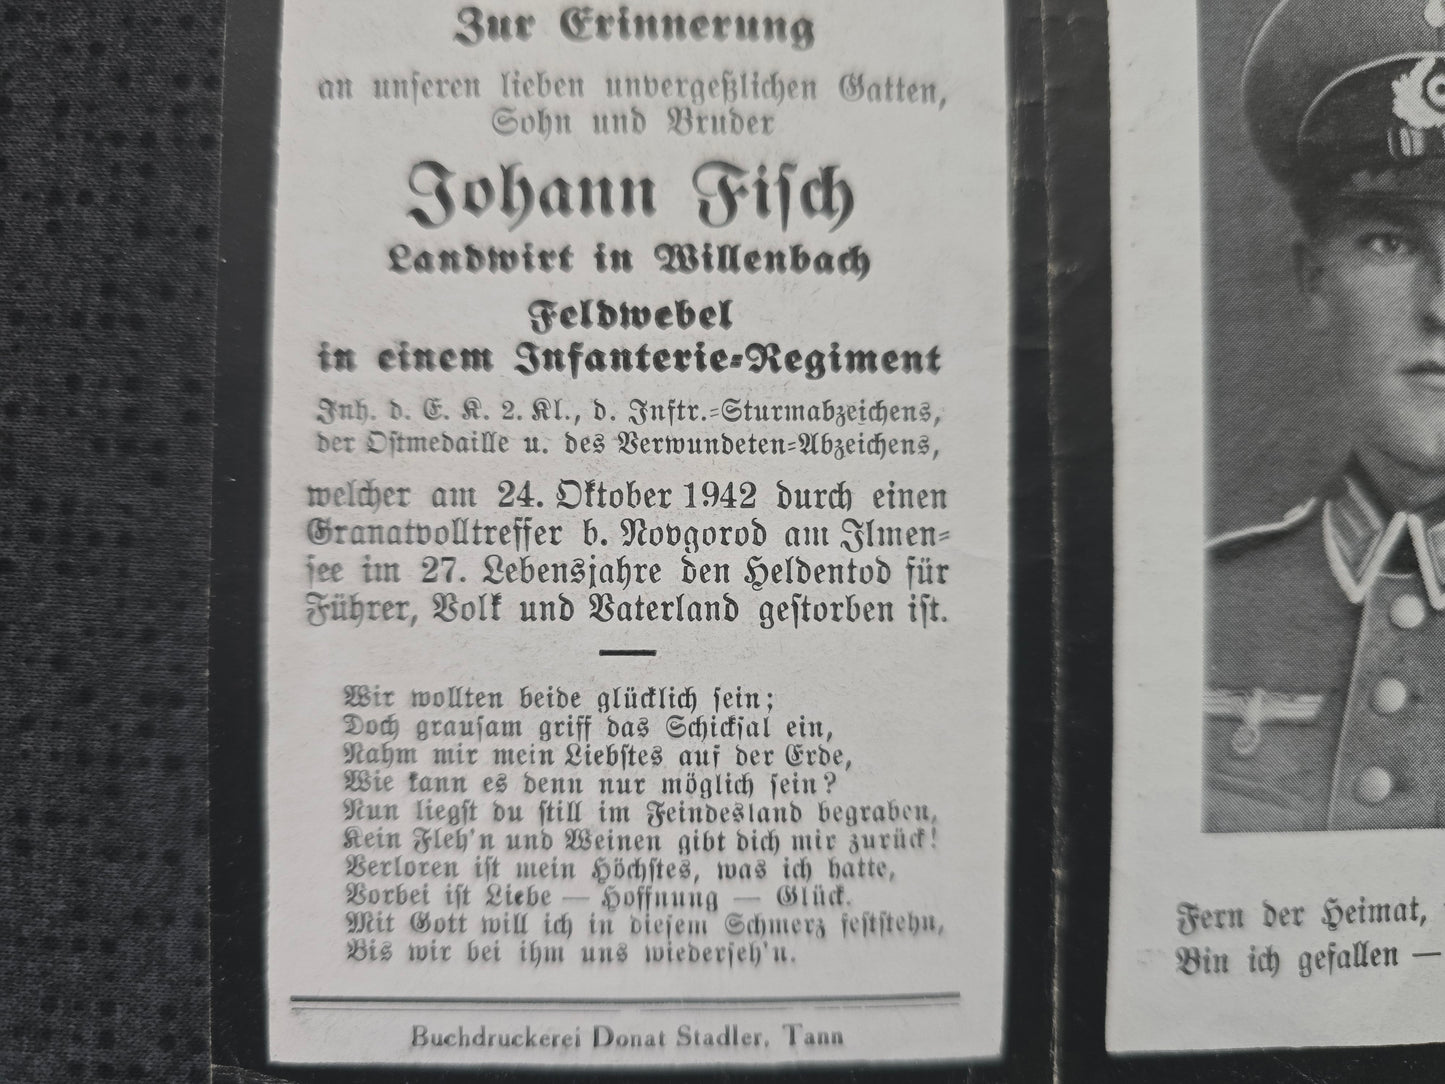 Zur Erinnerung
an unseren lieben unvergeßlichen Gatten,
Sohn und Bruder
Johann Fisch
Landwirt in Willenbach
Feldwebel
in einem Infanterie-Regiment
Inh. d. E. K. 2. Kl., d. Inftr.-Sturmabzeichens,
der Ostmedaille u. des Verwundeten-Abzeichens,
welcher am 24. Oktober 1942 durch einen
Granatvolltreffer b. Novgorod am Ilmen-
see im 27. Lebensjahre den Heldentod für
Führer, Volk und Vaterland gestorben ist.
Wir wollten beide glücklich sein;
Doch grausam griff das Schicksal ein,
Nahm mir mein Liebstes auf der Erde,
Wie kann es denn nur möglich sein?
Nun liegst du still im Feindesland begraben,
Kein Fleh'n und Weinen gibt dich mir zurück!
Verloren ist mein Höchstes, was ich hatte,
Vorbei ist Liebe — Hoffnung — Glück.
Mit Gott will ich in diesem Schmerz feststehn,
Bis wir bei ihm uns wiederseh'n.
Buchdruckerei Donat Stadler, Tann
Fern der Heimat,
Bin ich gefallen —